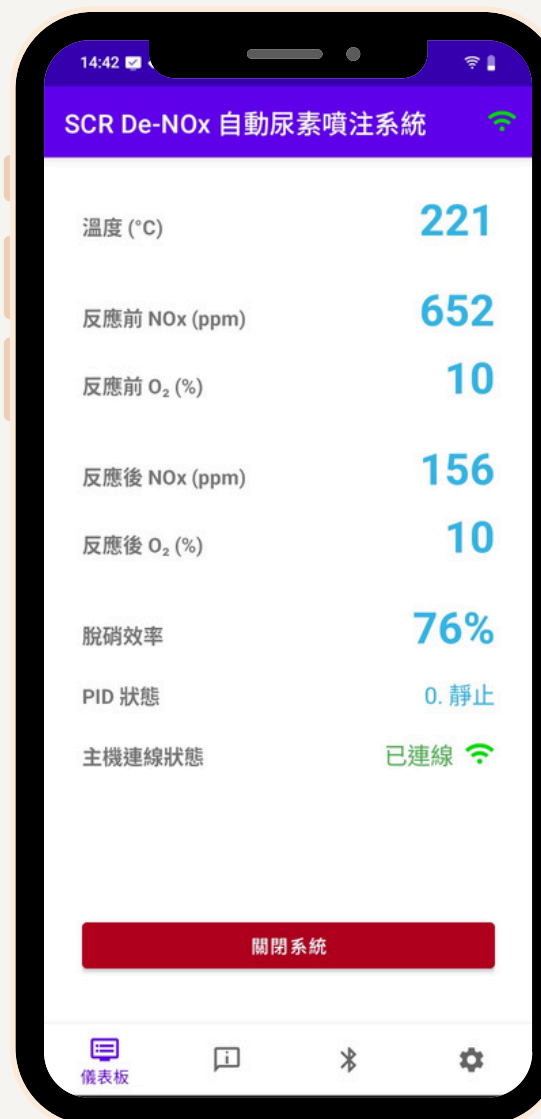 14:42
SCR De-NOx 自動尿素噴注系統
溫度 (°C) 221
反應前 NOx (ppm) 652
反應前 O₂ (%) 10
反應後 NOx (ppm) 156
反應後 O₂ (%) 10
脫硝效率 76%
PID 狀態 0. 靜止
主機連線狀態 已連線
關閉系統
儀表板